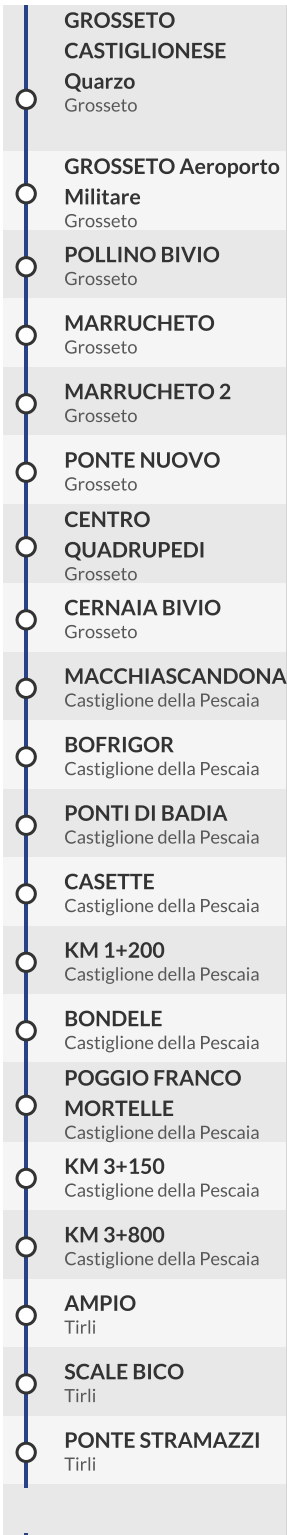 GROSSETO
CASTIGLIONESE
Quarzo
Grosseto
GROSSETO Aeroporto
Militare
Grosseto
POLLINO BIVIO
Grosseto
MARRUCHETO
Grosseto
MARRUCHETO 2
Grosseto
PONTE NUOVO
Grosseto
CENTRO
QUADRUPEDI
Grosseto
CERNAIA BIVIO
Grosseto
MACCHIASCANDONA
Castiglione della Pescaia
BOFRIGOR
Castiglione della Pescaia
PONTI DI BADIA
Castiglione della Pescaia
CASETTE
Castiglione della Pescaia
KM 1+200
Castiglione della Pescaia
BONDELE
Castiglione della Pescaia
POGGIO FRANCO
MORTELLE
Castiglione della Pescaia
KM 3+150
Castiglione della Pescaia
KM 3+800
Castiglione della Pescaia
AMPIO
Tirli
SCALE BICO
Tirli
PONTE STRAMAZZI
Tirli